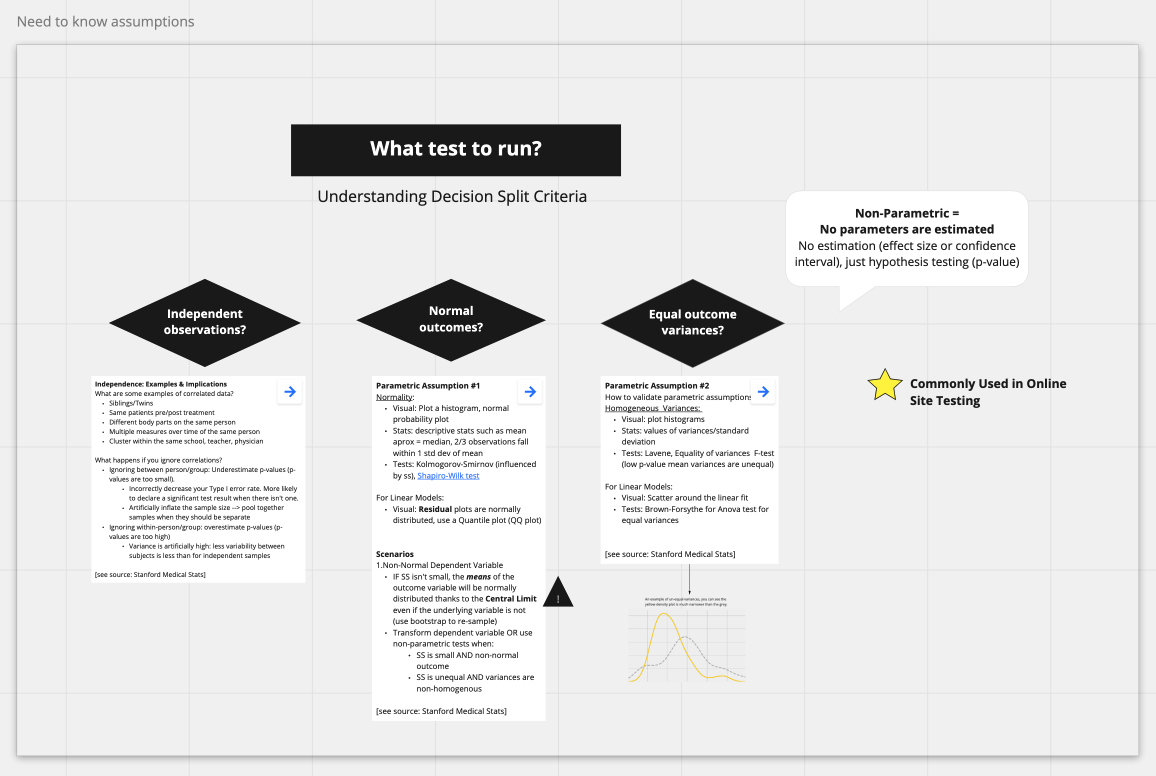 Need to know assumptions
What test to run?
Understanding Decision Split Criteria
Non-Parametric =
No parameters are estimated
No estimation (effect size or confidence
interval), just hypothesis testing (p-value)
Independent
observations?
Normal
outcomes?
Equal outcome
variances?
Commonly Used in Online
Site Testing
Independence: Examples & Implications
What are some examples of correlated data?
• Siblings/Twins
• Same patients pre/post treatment
• Different body parts on the same person
• Multiple measures over time of the same person
• Cluster within the same school, teacher, physician
What happens if you ignore correlations?
• Ignoring between person/group: Underestimate p-values (p-
values are too small).
• Incorrectly decrease your Type I error rate. More likely
to declare a significant test result when there isn't one.
• Artificially inflate the sample size --> pool together
samples when they should be separate
• Ignoring within-person/group: overestimate p-values (p-
values are too high)
• Variance is artificially high: less variability between
subjects is less than for independent samples
[see source: Stanford Medical Stats]
Parametric Assumption #1
Normality:
• Visual: Plot a histogram, normal
probability plot
• Stats: descriptive stats such as mean
aprox = median, 2/3 observations fall
within 1 std dev of mean
• Tests: Kolmogorov-Smirnov (influenced
by ss), Shapiro-Wilk test
For Linear Models:
• Visual: Residual plots are normally
distributed, use a Quantile plot (QQ plot)
Scenarios
1.Non-Normal Dependent Variable
• IF SS isn't small, the means of the
outcome variable will be normally
distributed thanks to the Central Limit
even if the underlying variable is not
(use bootstrap to re-sample)
• Transform dependent variable OR use
non-parametric tests when:
• SS is small AND non-normal
outcome
• SS is unequal AND variances are
non-homogenous
[see source: Stanford Medical Stats]
Parametric Assumption #2
How to validate parametric assumptions
Homogeneous Variances:
• Visual: plot histograms
• Stats: values of variances/standard
deviation
• Tests: Lavene, Equality of variances F-test
(low p-value mean variances are unequal)
For Linear Models:
• Visual: Scatter around the linear fit
• Tests: Brown-Forsythe for Anova test for
equal variances
[see source: Stanford Medical Stats]
An example of un-equal variances, you can see the
yellow density plot is much narrower than the grey.